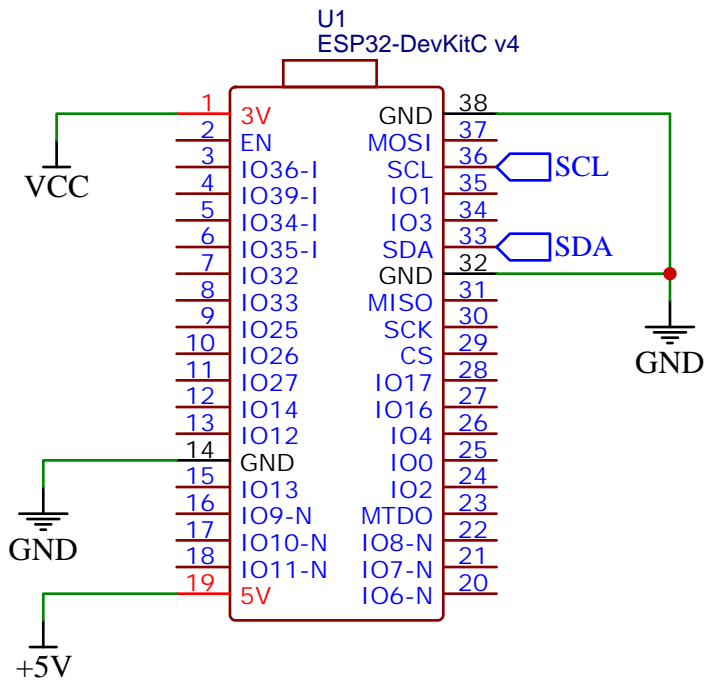 U1
ESP32-DevKitC v4
1 3V GND 38
2 EN MOSI 37
3 IO36-I SCL 36 SCL
VCC
4 IO39-I IO1 35
5 IO34-I IO3 34
6 IO35-I SDA 33 SDA
7 IO32 GND 32
8 IO33 MISO 31
9 IO25 SCK 30
10 IO26 CS 29
GND
11 IO27 IO17 28
12 IO14 IO16 27
13 IO12 IO4 26
14 GND IO0 25
15 IO13 IO2 24
16 IO9-N MTDO 23
GND
17 IO10-N IO8-N 22
18 IO11-N IO7-N 21
19 5V IO6-N 20
+5V